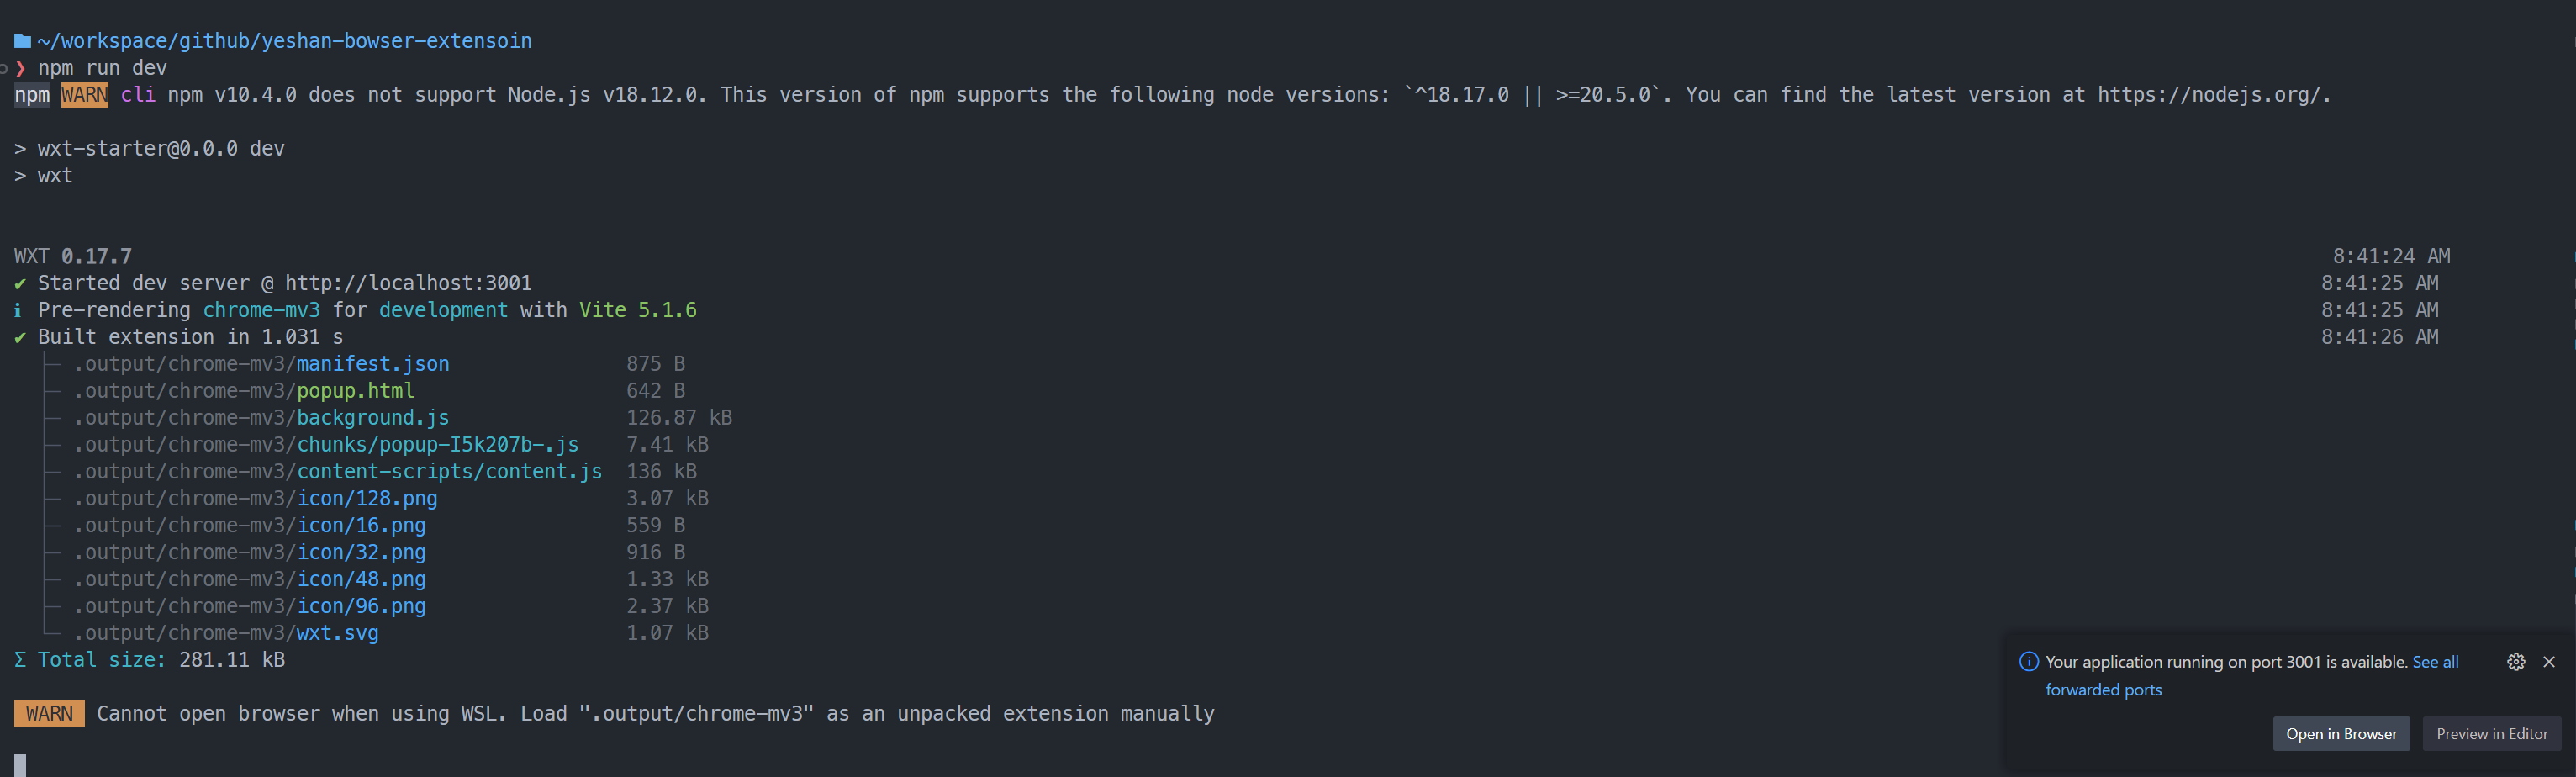 ~/workspace/github/yeshan-bowser-extensoin
❯ npm run dev
npm WARN cli npm v10.4.0 does not support Node.js v18.12.0. This version of npm supports the following node versions: `^18.17.0 || >=20.5.0`. You can find the latest version at https://nodejs.org/.
> wxt-starter@0.0.0 dev
> wxt
WXT 0.17.7 8:41:24 AM
✔ Started dev server @ http://localhost:3001 8:41:25 AM
ℹ Pre-rendering chrome-mv3 for development with Vite 5.1.6 8:41:25 AM
✔ Built extension in 1.031 s 8:41:26 AM
├─ .output/chrome-mv3/manifest.json 875 B
├─ .output/chrome-mv3/popup.html 642 B
├─ .output/chrome-mv3/background.js 126.87 kB
├─ .output/chrome-mv3/chunks/popup-I5k207b-.js 7.41 kB
├─ .output/chrome-mv3/content-scripts/content.js 136 kB
├─ .output/chrome-mv3/icon/128.png 3.07 kB
├─ .output/chrome-mv3/icon/16.png 559 B
├─ .output/chrome-mv3/icon/32.png 916 B
├─ .output/chrome-mv3/icon/48.png 1.33 kB
├─ .output/chrome-mv3/icon/96.png 2.37 kB
└─ .output/chrome-mv3/wxt.svg 1.07 kB
Σ Total size: 281.11 kB
WARN Cannot open browser when using WSL. Load ".output/chrome-mv3" as an unpacked extension manually
Your application running on port 3001 is available. See all
forwarded ports
Open in Browser
Preview in Editor